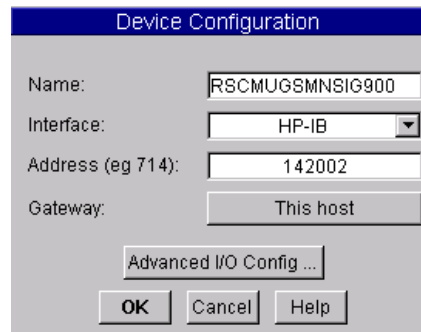 Device Configuration
Name: RSCMUGSMNSIG900
Interface: HP-IB
Address (eg 714): 142002
Gateway: This host
Advanced I/O Config ...
OK Cancel Help